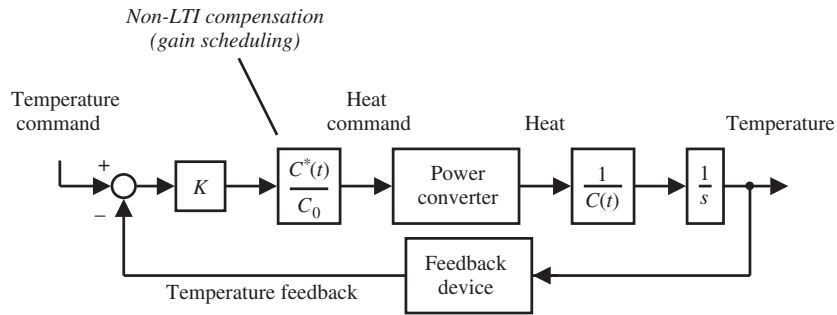 Non-LTI compensation
(gain scheduling)
Temperature
command
Heat
command
Heat
Temperature
+
−
K
C*(t)
C0
Power
converter
1
C(t)
1
s
Feedback
device
Temperature feedback